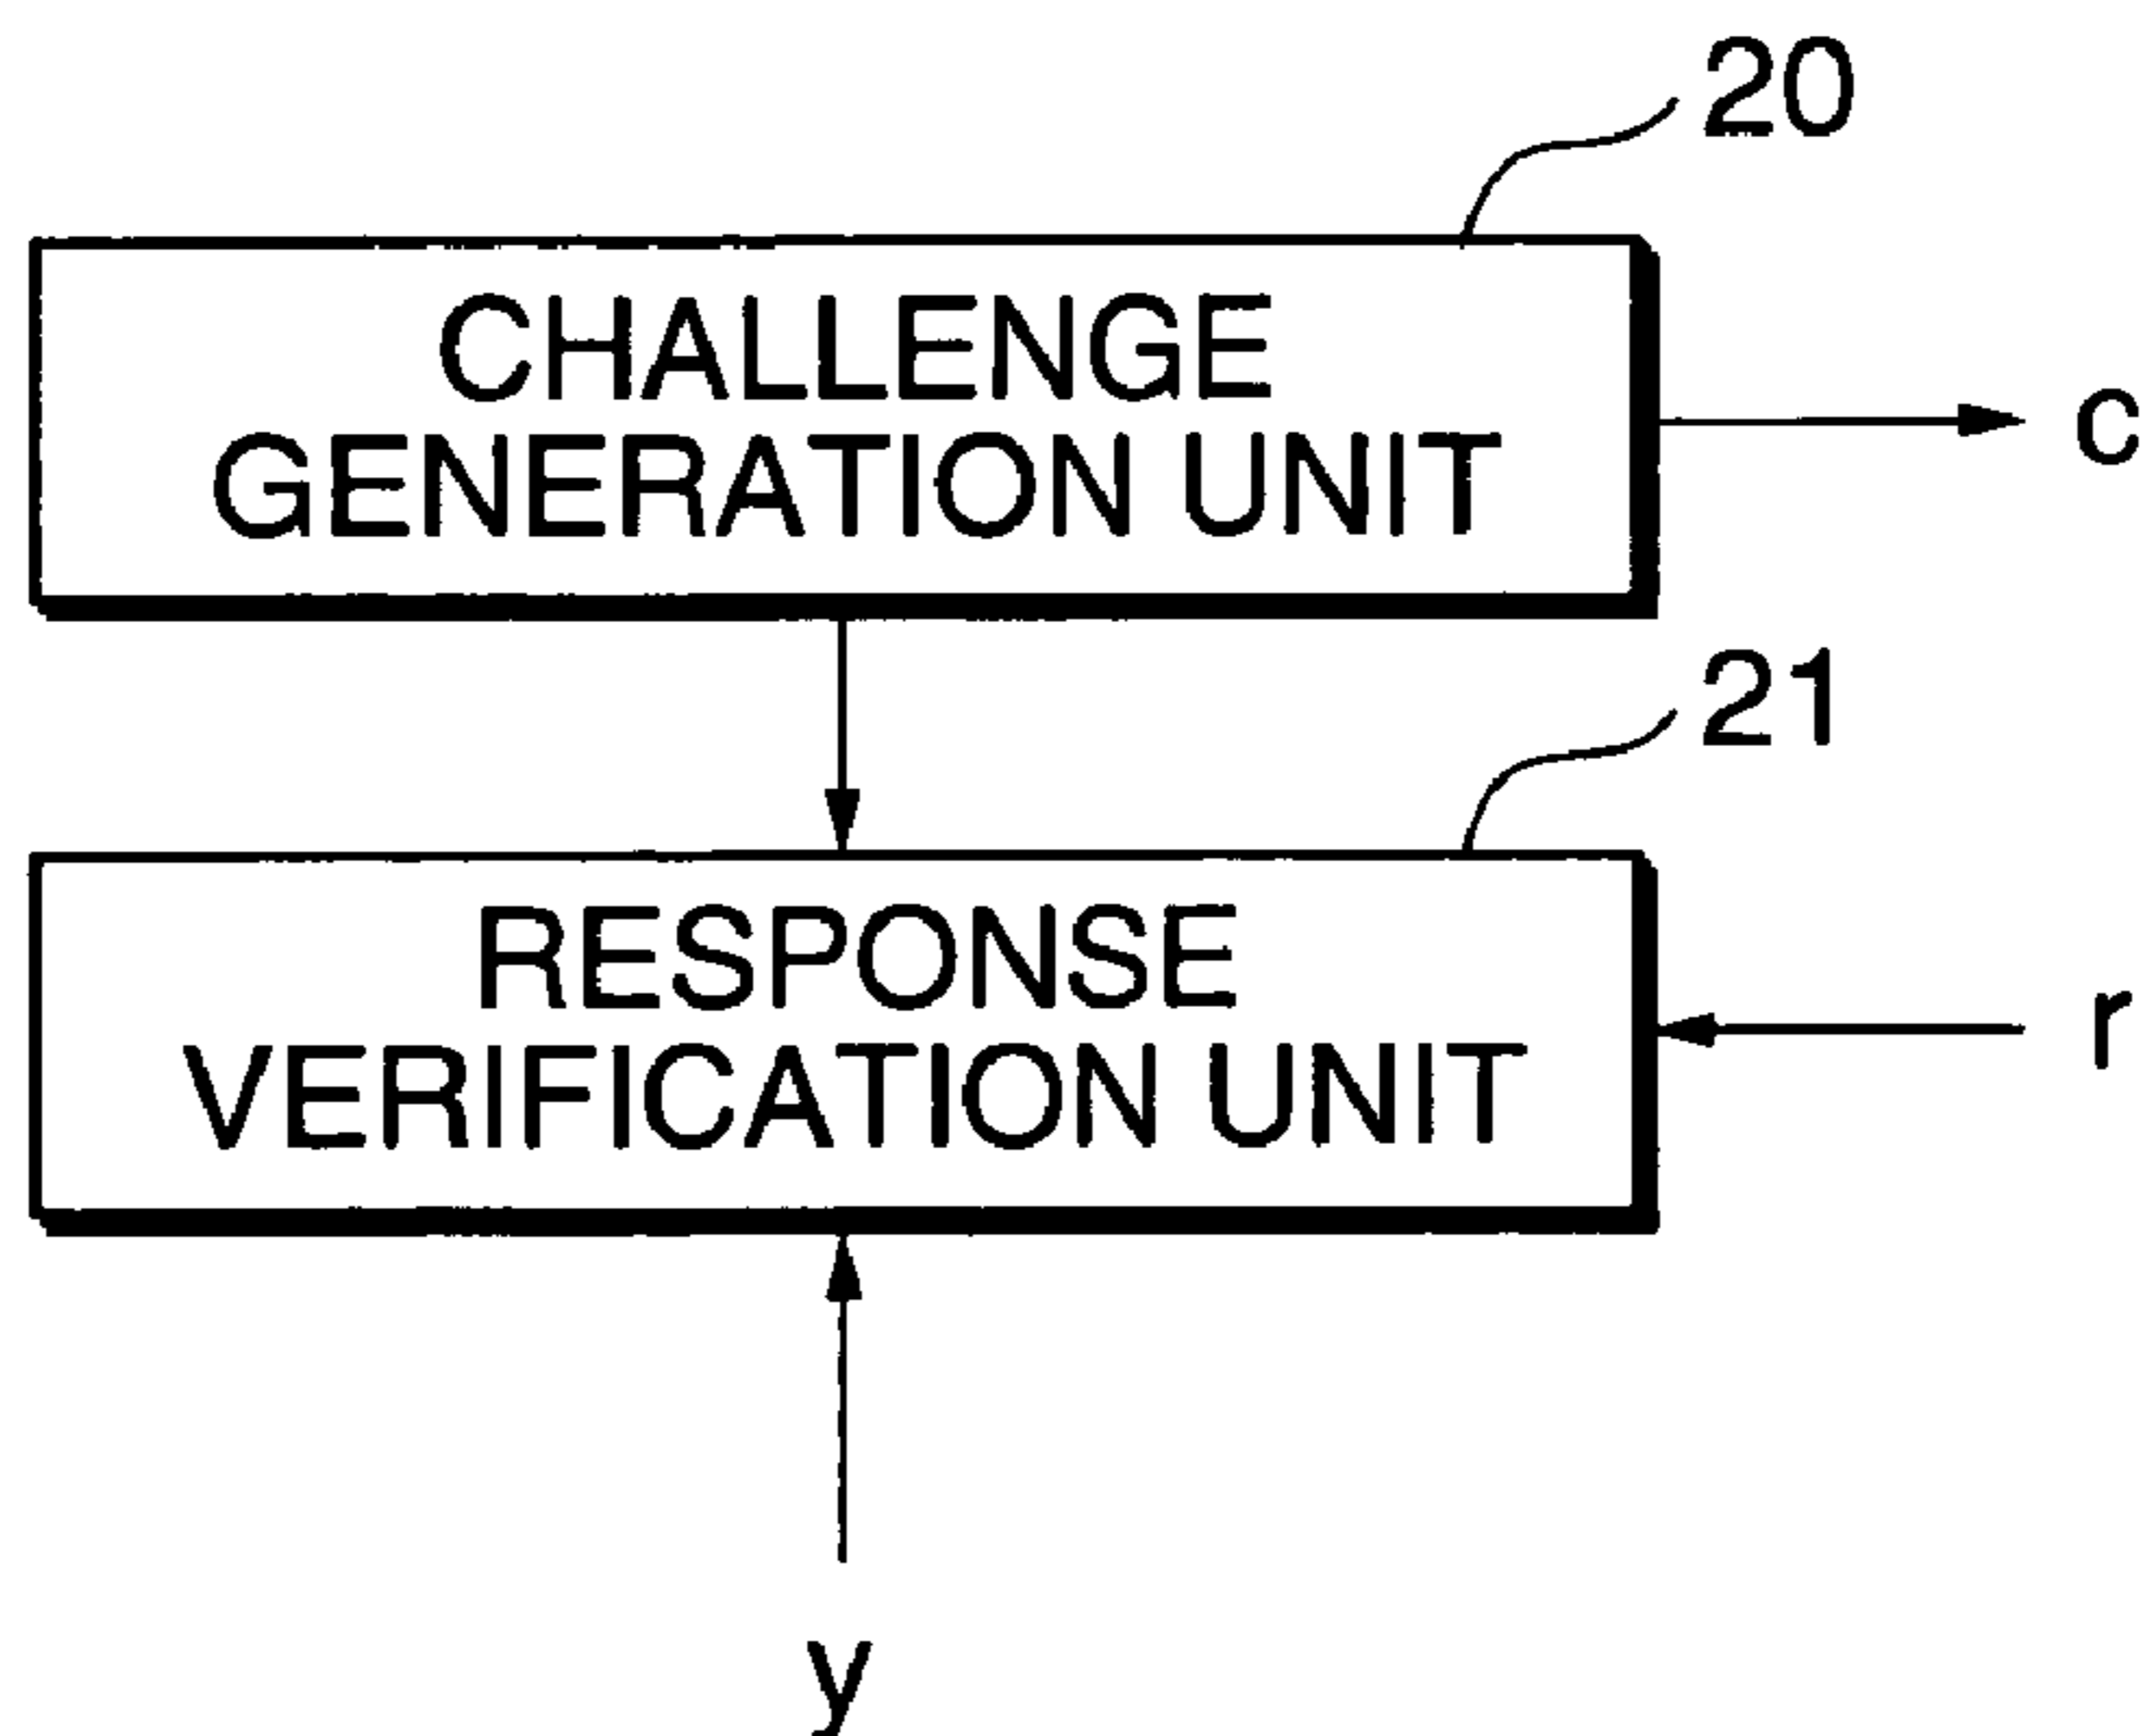 20
CHALLENGE
GENERATION UNIT
c
21
RESPONSE
VERIFICATION UNIT
r
y